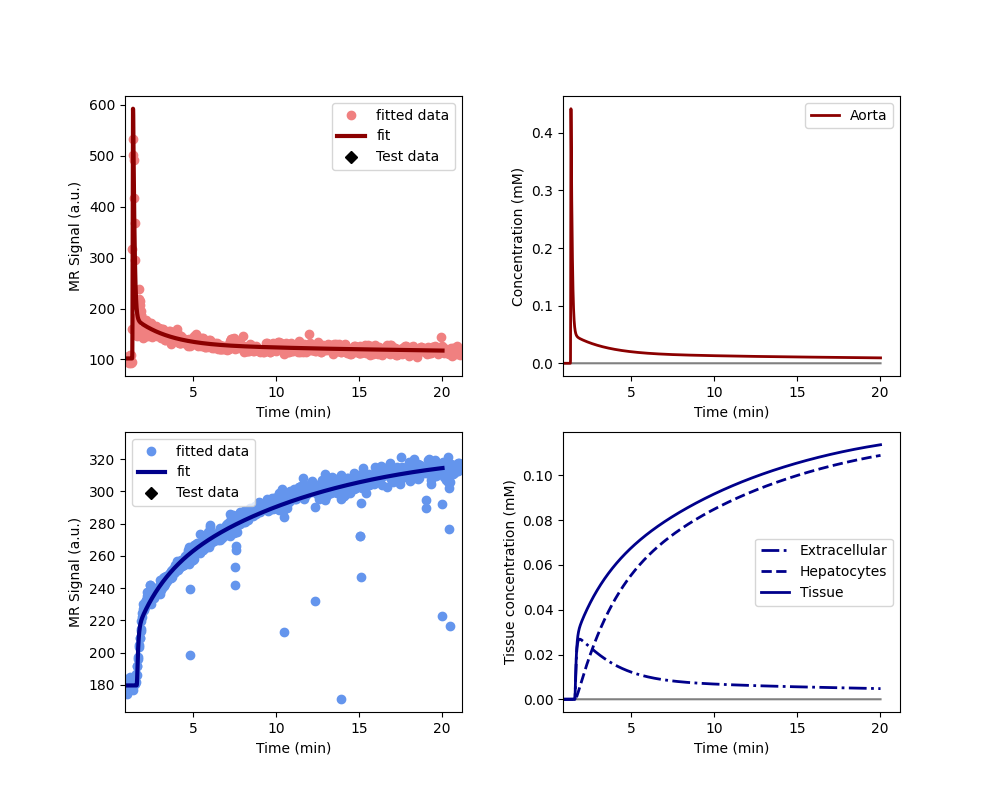 600
500
400
300
200
100
MR Signal (a.u.)
5
10
15
20
Time (min)
fitted data
fit
Test data
0.4
0.3
0.2
0.1
0.0
Concentration (mM)
5
10
15
20
Time (min)
Aorta
320
300
280
260
240
220
200
180
MR Signal (a.u.)
5
10
15
20
Time (min)
fitted data
fit
Test data
0.10
0.08
0.06
0.04
0.02
0.00
Tissue concentration (mM)
5
10
15
20
Time (min)
Extracellular
Hepatocytes
Tissue